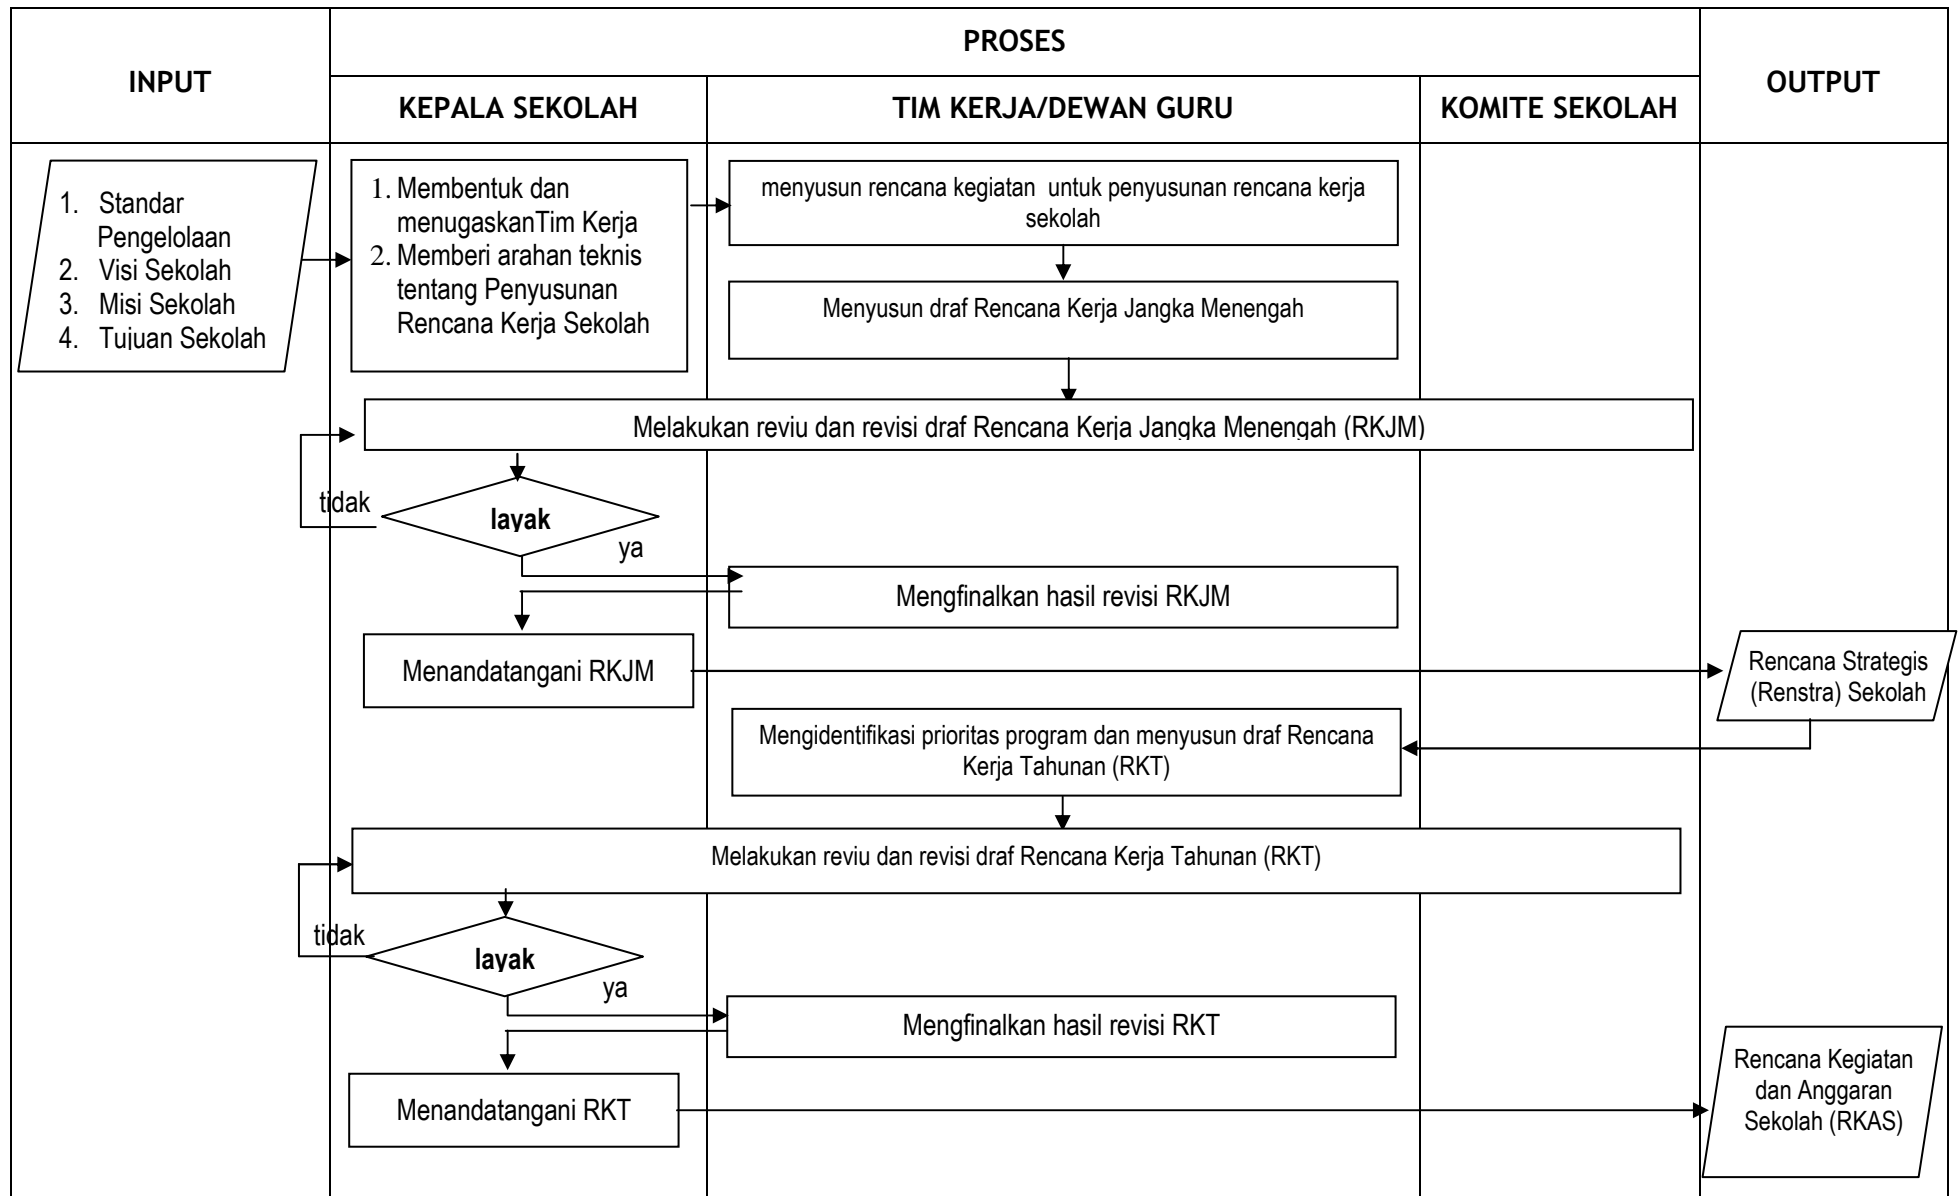 INPUT
PROSES
OUTPUT
KEPALA SEKOLAH
TIM KERJA/DEWAN GURU
KOMITE SEKOLAH
1. Standar
Pengelolaan
2. Visi Sekolah
3. Misi Sekolah
4. Tujuan Sekolah
1. Membentuk dan
menugaskanTim Kerja
2. Memberi arahan teknis
tentang Penyusunan
Rencana Kerja Sekolah
menyusun rencana kegiatan untuk penyusunan rencana kerja
sekolah
Menyusun draf Rencana Kerja Jangka Menengah
Melakukan reviu dan revisi draf Rencana Kerja Jangka Menengah (RKJM)
tidak
layak
ya
Mengfinalkan hasil revisi RKJM
Menandatangani RKJM
Rencana Strategis
(Renstra) Sekolah
Mengidentifikasi prioritas program dan menyusun draf Rencana
Kerja Tahunan (RKT)
Melakukan reviu dan revisi draf Rencana Kerja Tahunan (RKT)
tidak
layak
ya
Mengfinalkan hasil revisi RKT
Menandatangani RKT
Rencana Kegiatan
dan Anggaran
Sekolah (RKAS)